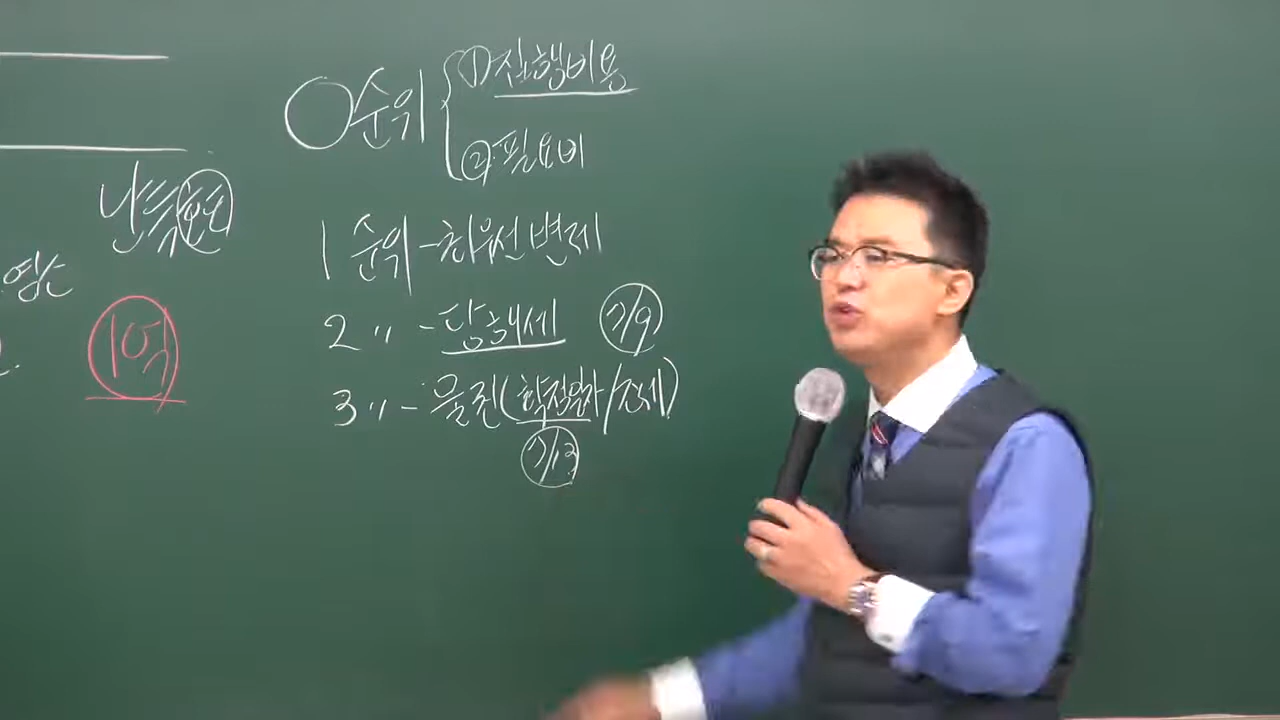 0순위 { ① 집행비용
② 필요비
1순위 - 최우선변제
2 〃 - 당해세 7/9
3 〃 - 물권(확정일자/조세)
7/13
1억